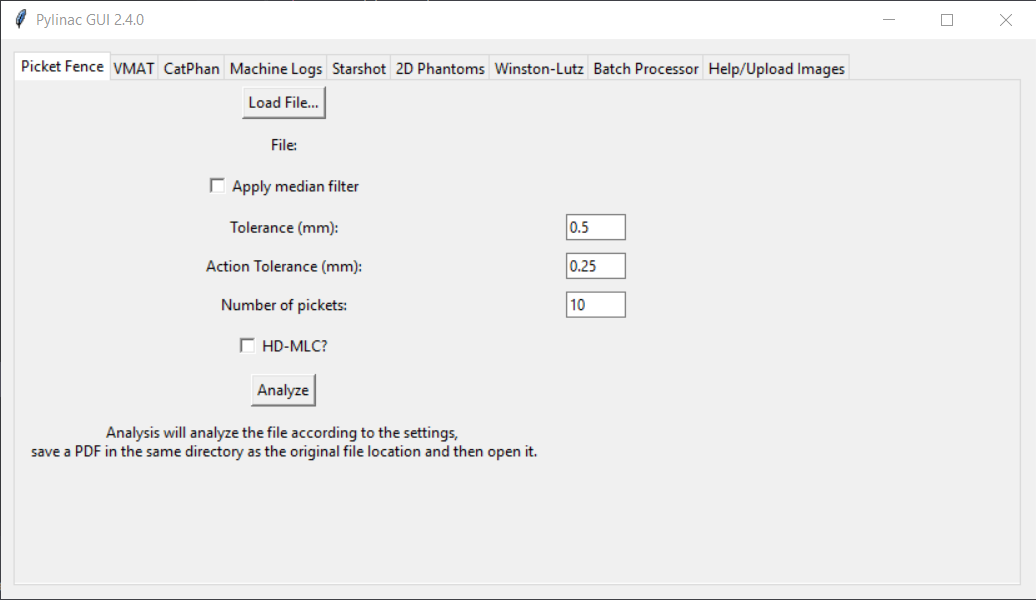 Pylinac GUI 2.4.0
Picket Fence VMAT CatPhan Machine Logs Starshot 2D Phantoms Winston-Lutz Batch Processor Help/Upload Images
Load File...
File:
Apply median filter
Tolerance (mm): 0.5
Action Tolerance (mm): 0.25
Number of pickets: 10
HD-MLC?
Analyze
Analysis will analyze the file according to the settings,
save a PDF in the same directory as the original file location and then open it.